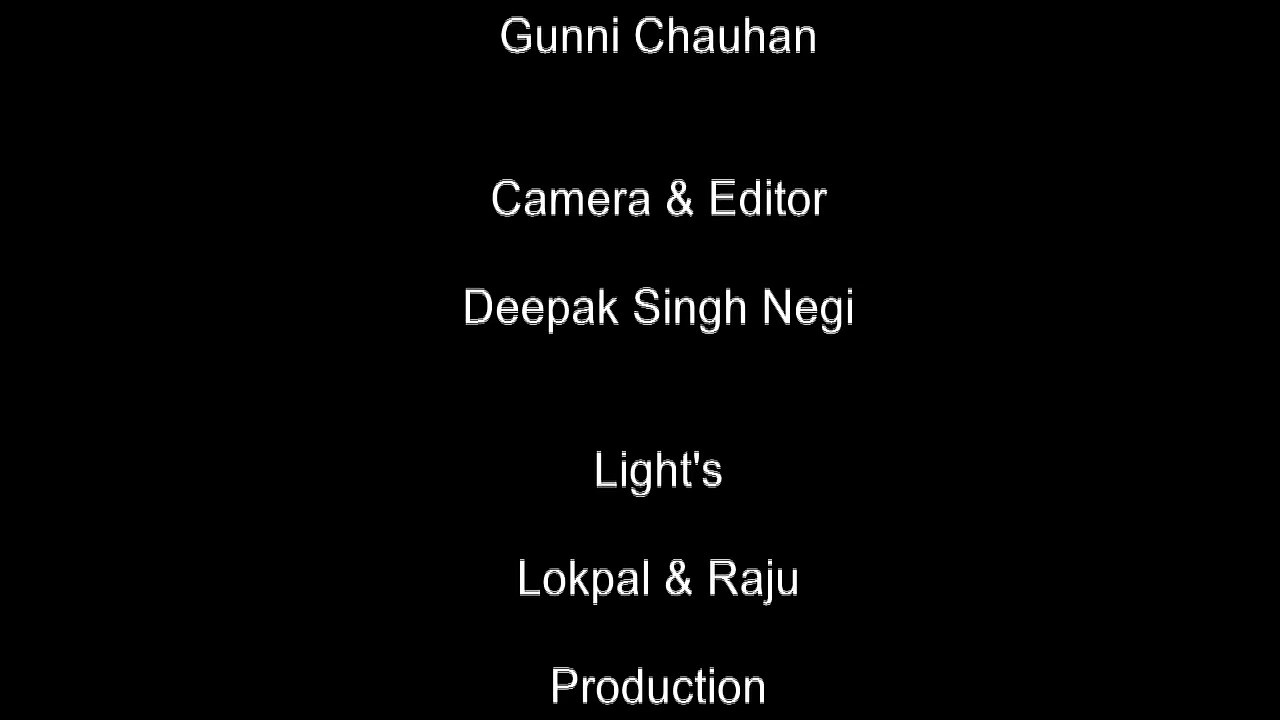 Gunni Chauhan
Camera & Editor
Deepak Singh Negi
Light's
Lokpal & Raju
Production